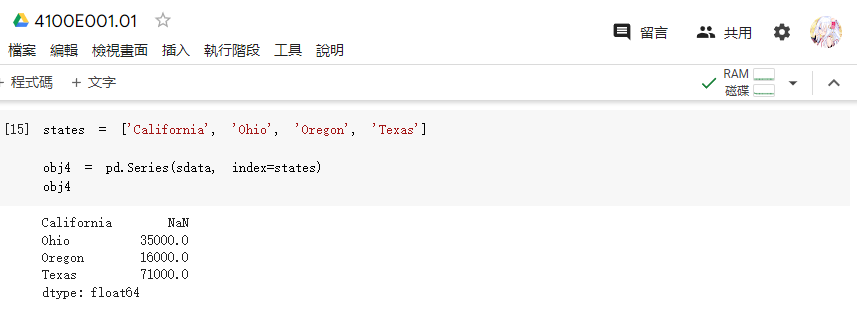 4100E001.01
檔案 編輯 檢視畫面 插入 執行階段 工具 說明
留言 共用
+ 程式碼 + 文字
RAM
磁碟
[15] states = ['California', 'Ohio', 'Oregon', 'Texas']
obj4 = pd.Series(sdata, index=states)
obj4
California NaN
Ohio 35000.0
Oregon 16000.0
Texas 71000.0
dtype: float64